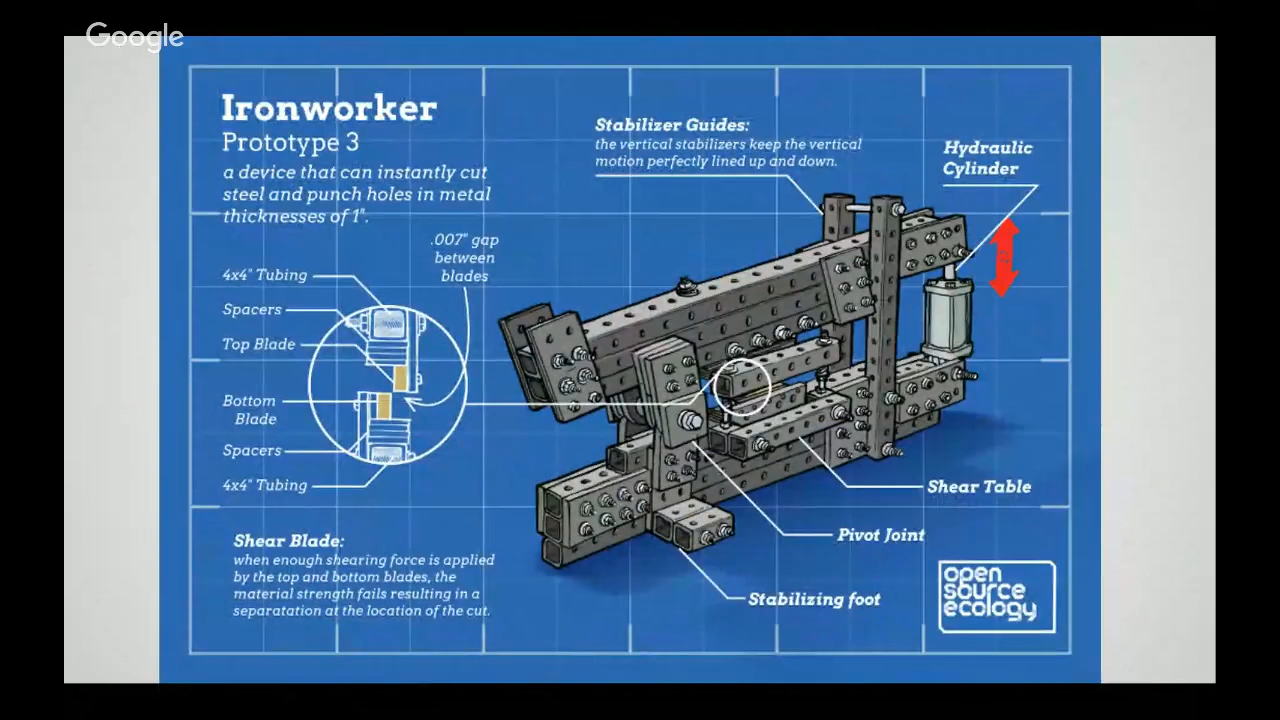 Google
Ironworker
Prototype 3
a device that can instantly cut
steel and punch holes in metal
thicknesses of 1".
.007" gap
between
blades
4x4" Tubing
Spacers
Top Blade
Bottom
Blade
Spacers
4x4" Tubing
Shear Blade:
when enough shearing force is applied
by the top and bottom blades, the
material strength fails resulting in a
separatation at the location of the cut.
Stabilizer Guides:
the vertical stabilizers keep the vertical
motion perfectly lined up and down.
Hydraulic
Cylinder
Shear Table
Pivot Joint
Stabilizing foot
open
source
ecology